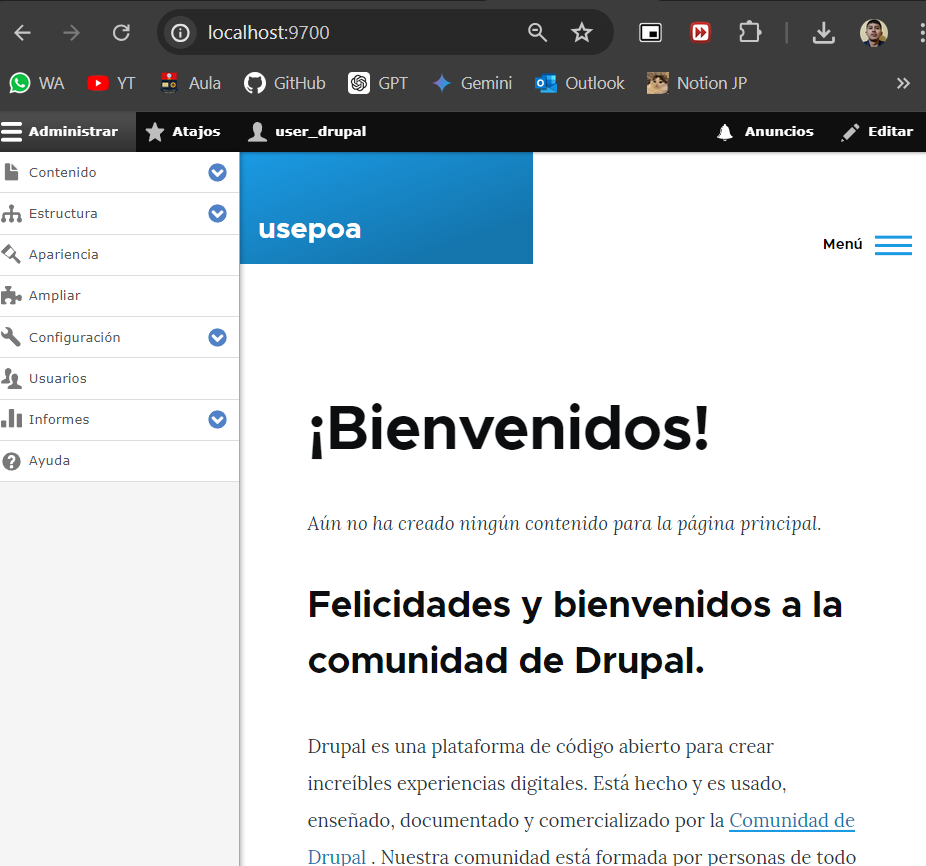 localhost:9700
WA YT Aula GitHub GPT Gemini Outlook Notion JP »
Administrar Atajos user_drupal Anuncios Editar
Contenido
Estructura
Apariencia
Ampliar
Configuración
Usuarios
Informes
Ayuda
usepoa
Menú
¡Bienvenidos!
Aún no ha creado ningún contenido para la página principal.
Felicidades y bienvenidos a la
comunidad de Drupal.
Drupal es una plataforma de código abierto para crear
increíbles experiencias digitales. Está hecho y es usado,
enseñado, documentado y comercializado por la Comunidad de
Drupal . Nuestra comunidad está formada por personas de todo